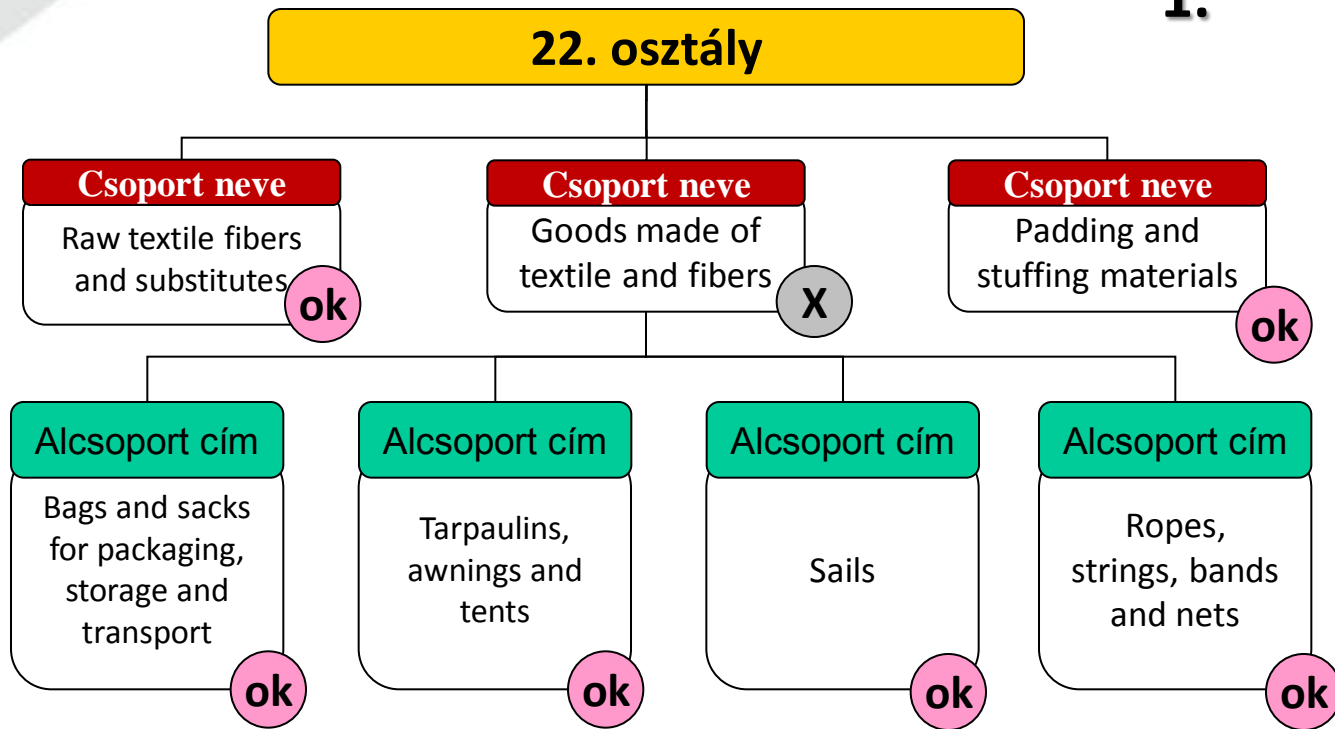 1.
22. osztály
Csoport neve
Raw textile fibers
and substitutes
ok
Csoport neve
Goods made of
textile and fibers
X
Csoport neve
Padding and
stuffing materials
ok
Alcsoport cím
Bags and sacks
for packaging,
storage and
transport
ok
Alcsoport cím
Tarpaulins,
awnings and
tents
ok
Alcsoport cím
Sails
ok
Alcsoport cím
Ropes,
strings, bands
and nets
ok